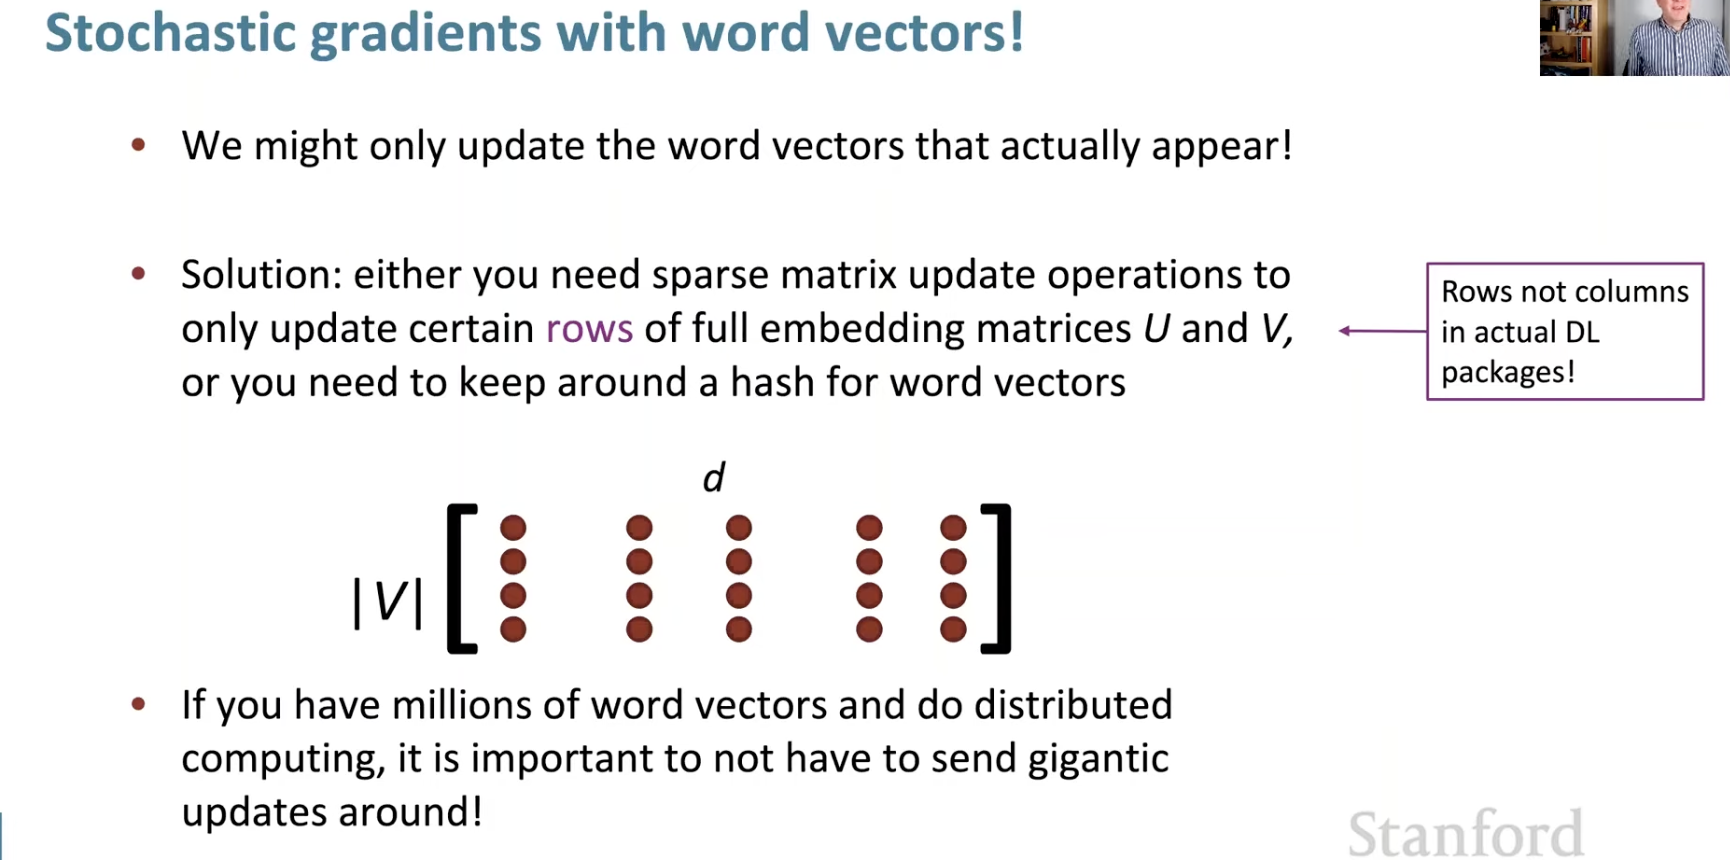 Stochastic gradients with word vectors!
• We might only update the word vectors that actually appear!
• Solution: either you need sparse matrix update operations to
only update certain rows of full embedding matrices U and V,
or you need to keep around a hash for word vectors
Rows not columns
in actual DL
packages!
d
|V|
• If you have millions of word vectors and do distributed
computing, it is important to not have to send gigantic
updates around!
Stanford